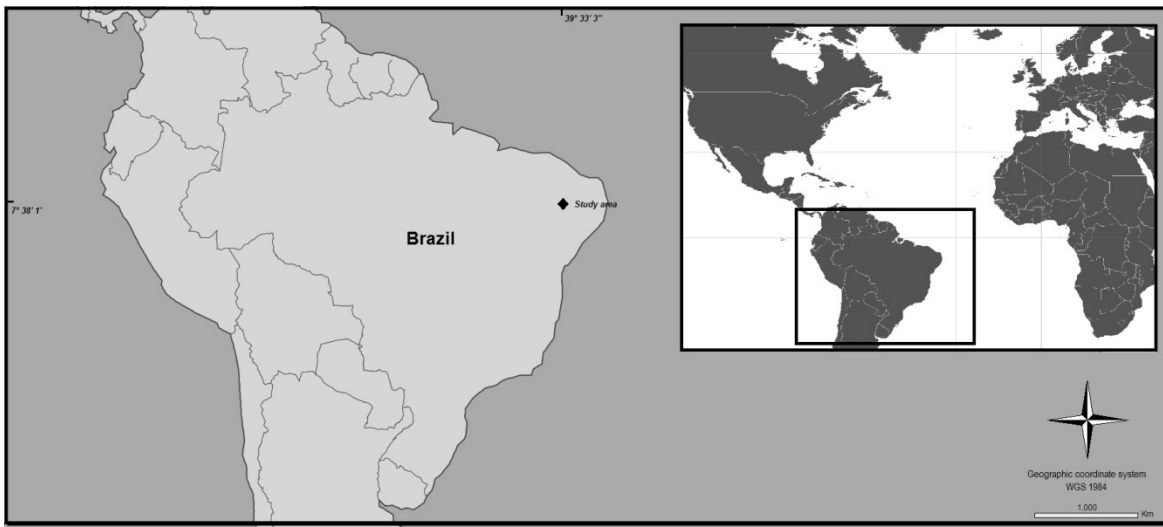 39° 33' 3"
7° 38' 1'
Study area
Brazil
Geographic coordinate system
WGS 1984
1.000
Km